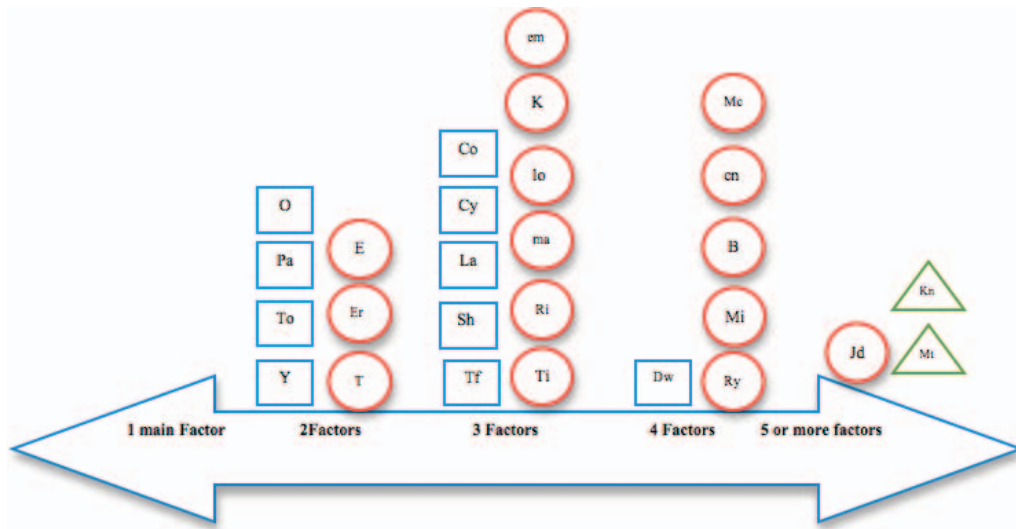 em
K
Mc
Co
lo
cn
O
Cy
E
ma
B
Pa
La
Kn
To
Er
Sh
Ri
Mi
Jd
Mt
Y
T
Tf
Ti
Dw
Ry
1 main Factor
2Factors
3 Factors
4 Factors
5 or more factors